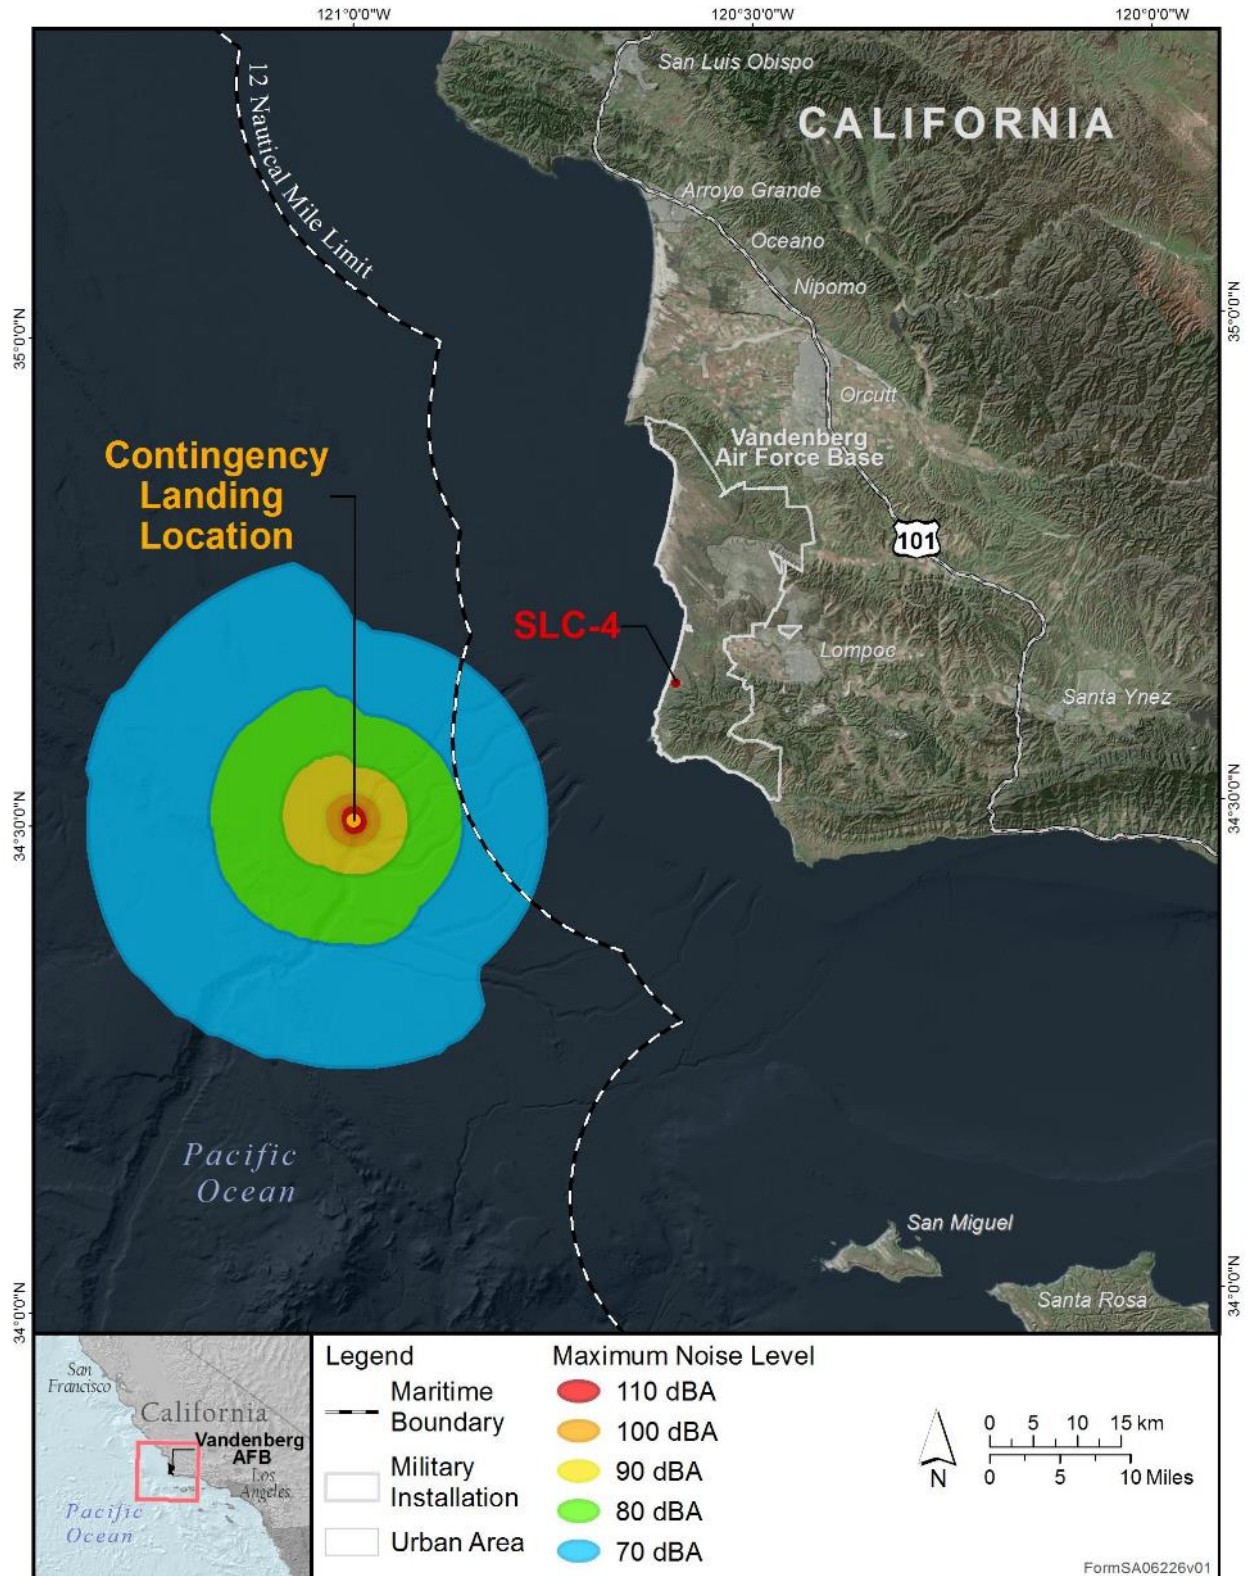 121°0'0"W
120°30'0"W
120°0'0"W
San Luis Obispo
CALIFORNIA
12 Nautical Mile Limit
Arroyo Grande
Oceano
Nipomo
35°0'0"N
35°0'0"N
Orcutt
Vandenberg
Air Force Base
Contingency
Landing
Location
101
SLC-4
Lompoc
Santa Ynez
34°30'0"N
34°30'0"N
Pacific
Ocean
San Miguel
Santa Rosa
34°0'0"N
34°0'0"N
San
Francisco
California
Vandenberg
AFB
Los
Angeles
Pacific
Ocean
Legend
Maritime
Boundary
Military
Installation
Urban Area
Maximum Noise Level
110 dBA
100 dBA
90 dBA
80 dBA
70 dBA
N
0 5 10 15 km
0 5 10 Miles
FormSA06226v01